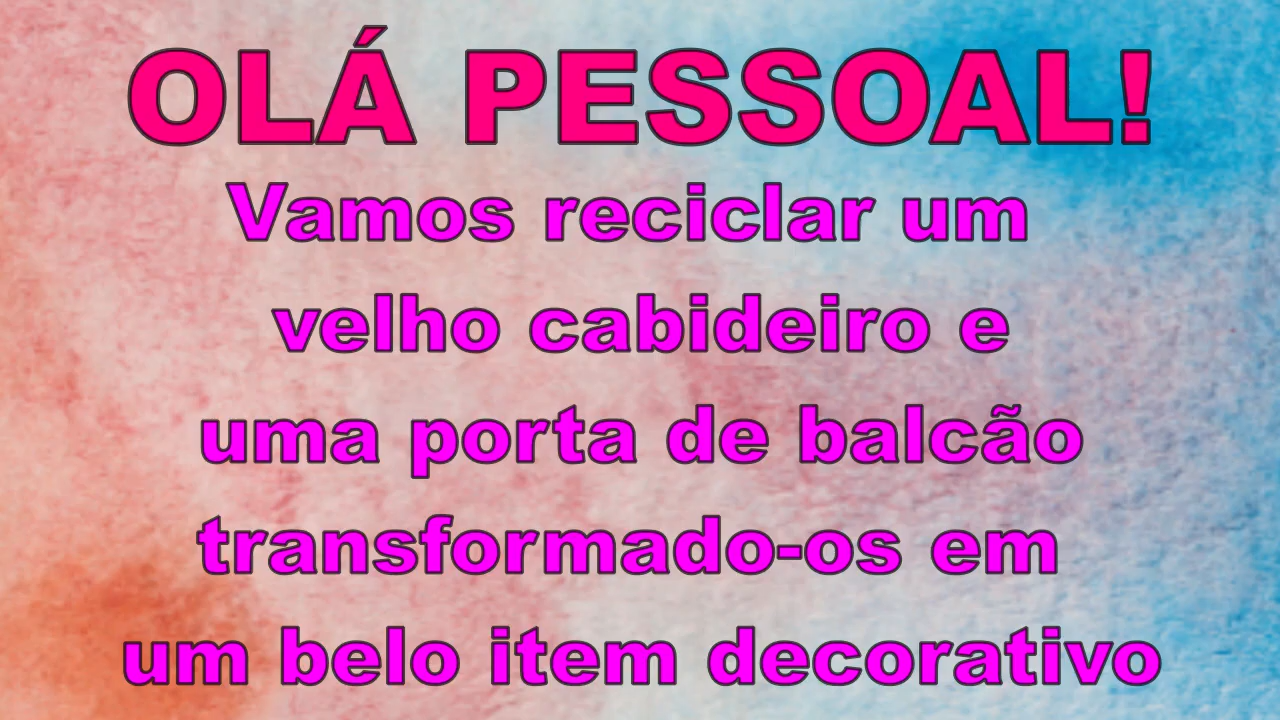 OLÁ PESSOAL!
Vamos reciclar um
velho cabideiro e
uma porta de balcão
transformado-os em
um belo item decorativo